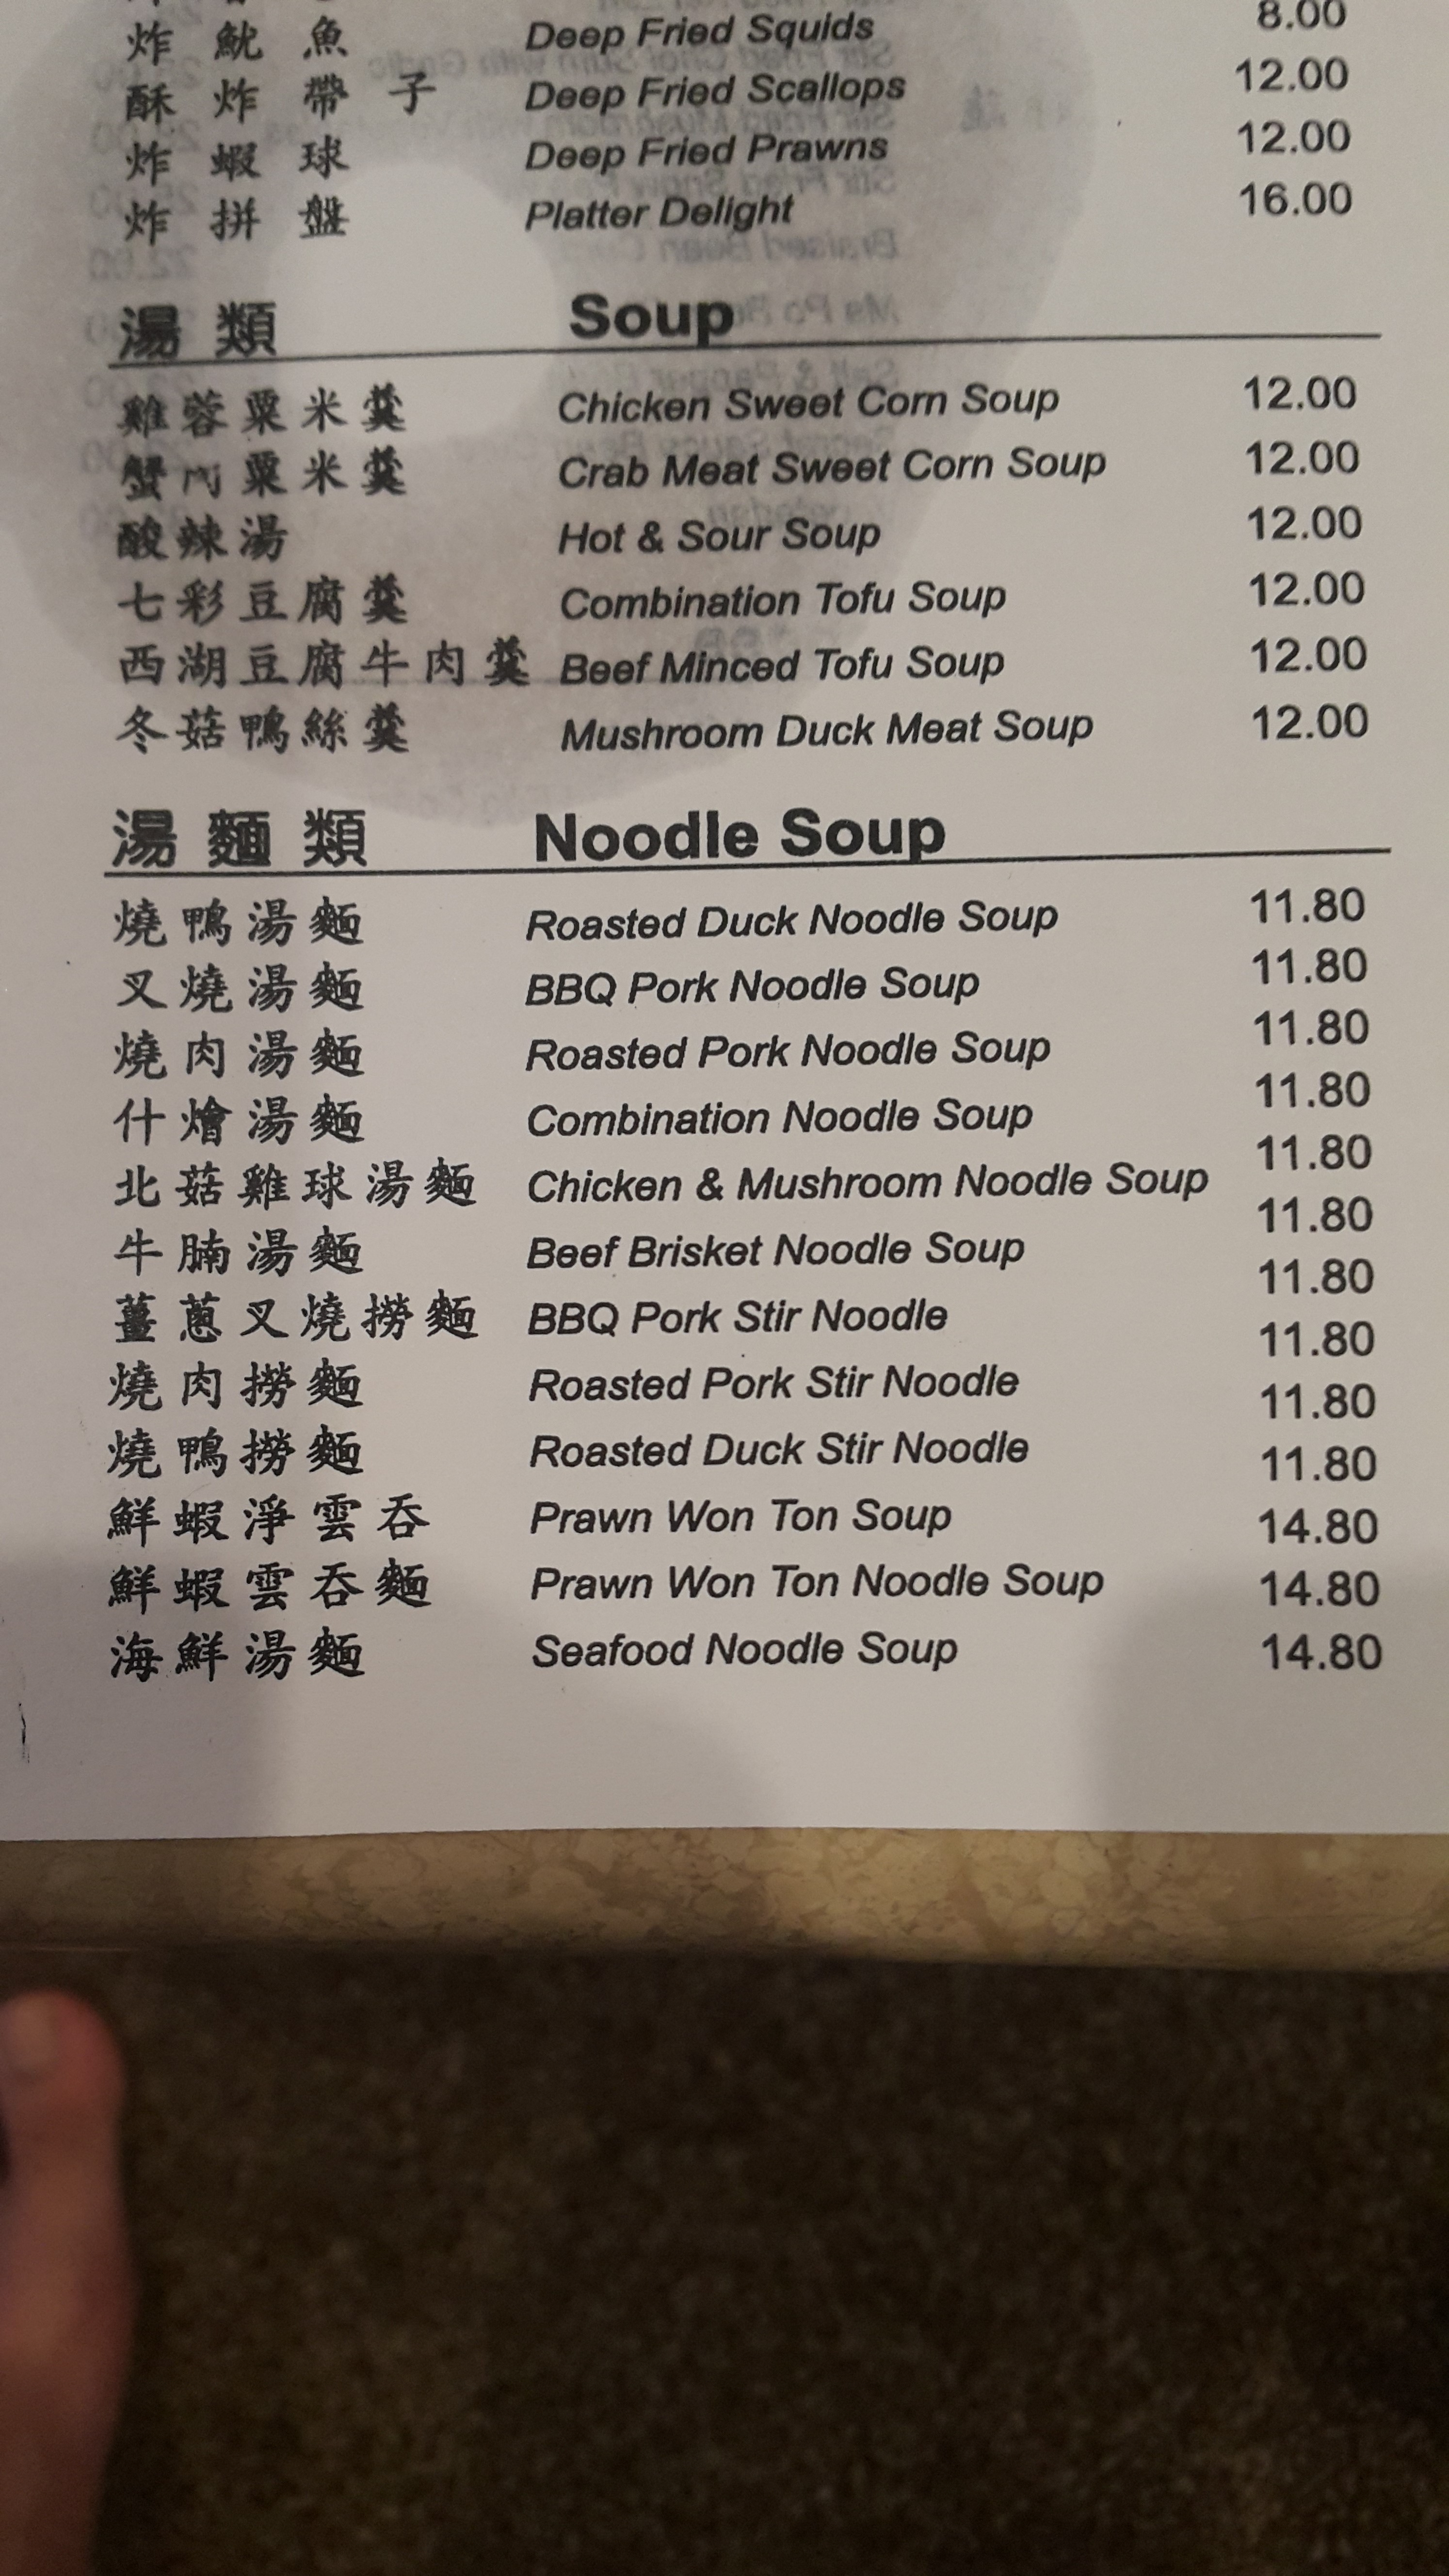 炸魷魚 Deep Fried Squids 8.00
酥炸帶子 Deep Fried Scallops 12.00
炸蝦球 Deep Fried Prawns 12.00
炸拼盤 Platter Delight 16.00
湯類 Soup
雞蓉粟米羹 Chicken Sweet Corn Soup 12.00
蟹肉粟米羹 Crab Meat Sweet Corn Soup 12.00
酸辣湯 Hot & Sour Soup 12.00
七彩豆腐羹 Combination Tofu Soup 12.00
西湖豆腐牛肉羹 Beef Minced Tofu Soup 12.00
冬菇鴨絲羹 Mushroom Duck Meat Soup 12.00
湯麵類 Noodle Soup
燒鴨湯麵 Roasted Duck Noodle Soup 11.80
叉燒湯麵 BBQ Pork Noodle Soup 11.80
燒肉湯麵 Roasted Pork Noodle Soup 11.80
什燴湯麵 Combination Noodle Soup 11.80
北菇雞球湯麵 Chicken & Mushroom Noodle Soup 11.80
牛腩湯麵 Beef Brisket Noodle Soup 11.80
薑蔥叉燒撈麵 BBQ Pork Stir Noodle 11.80
燒肉撈麵 Roasted Pork Stir Noodle 11.80
燒鴨撈麵 Roasted Duck Stir Noodle 11.80
鮮蝦淨雲吞 Prawn Won Ton Soup 11.80
鮮蝦雲吞麵 Prawn Won Ton Noodle Soup 14.80
海鮮湯麵 Seafood Noodle Soup 14.80
14.80